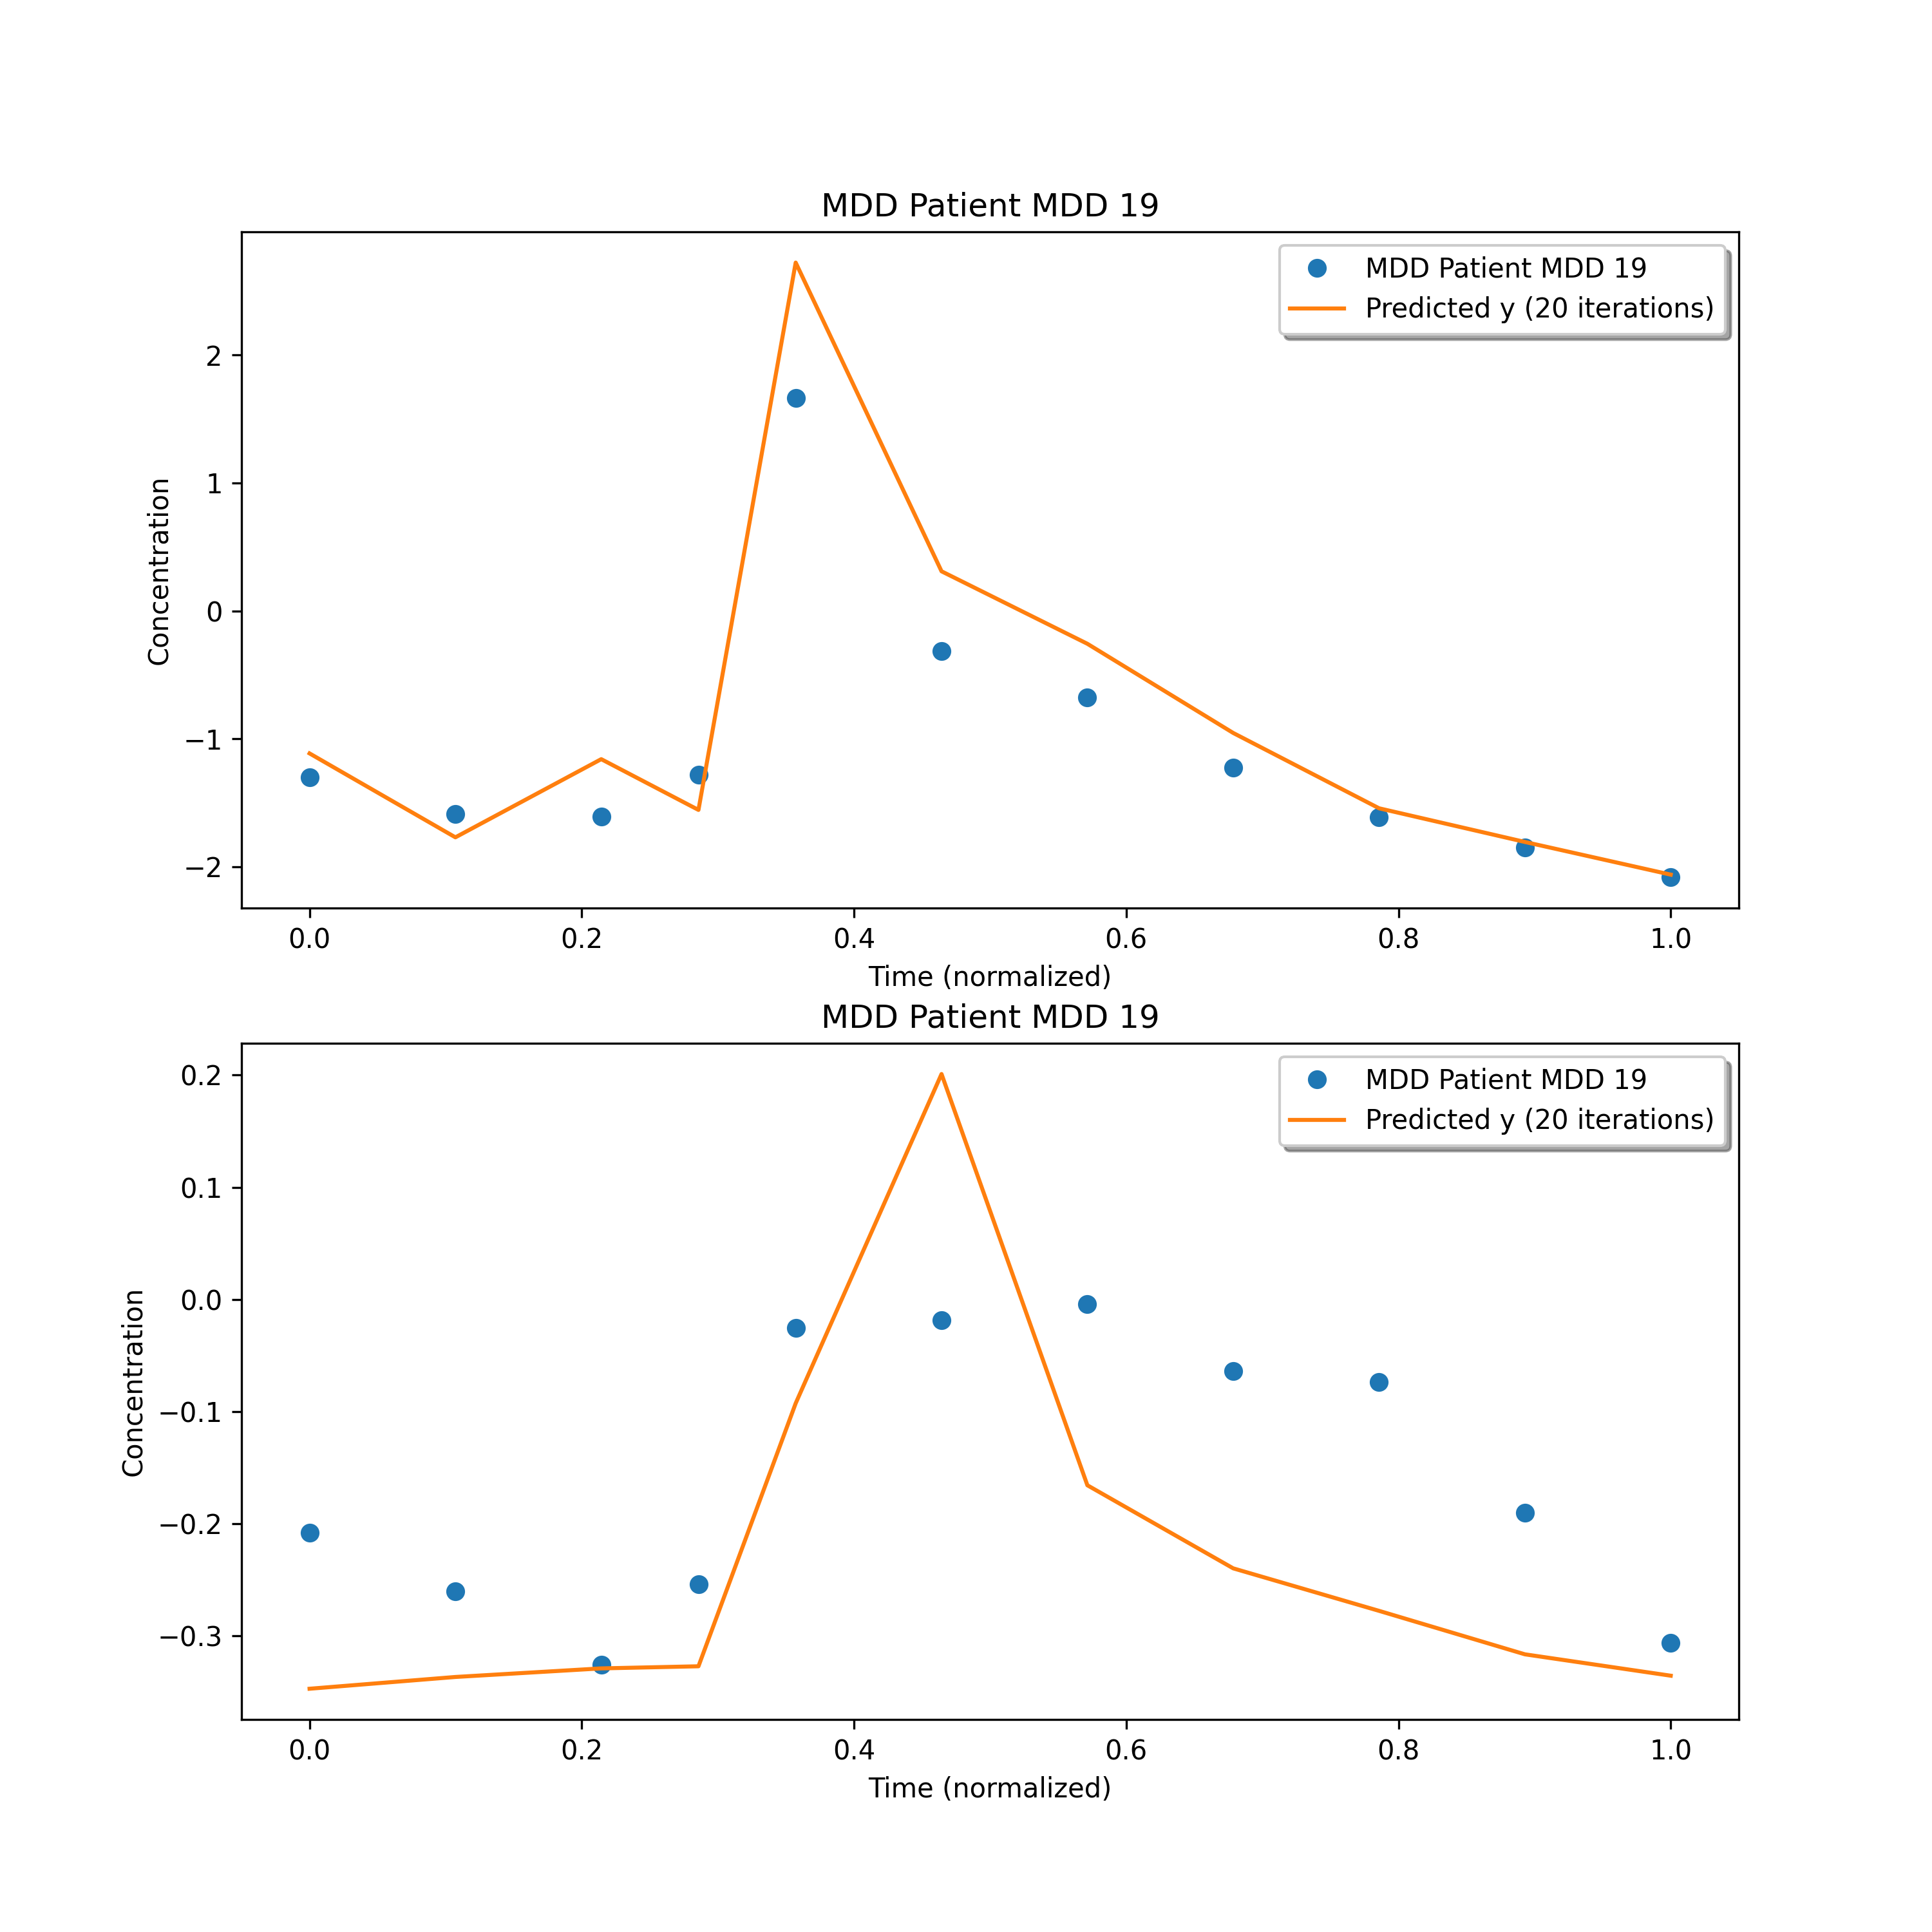 MDD Patient MDD 19
MDD Patient MDD 19
Predicted y (20 iterations)
2
1
0
−1
−2
Concentration
0.0 0.2 0.4 0.6 0.8 1.0
Time (normalized)
MDD Patient MDD 19
MDD Patient MDD 19
Predicted y (20 iterations)
0.2
0.1
0.0
−0.1
−0.2
−0.3
Concentration
0.0 0.2 0.4 0.6 0.8 1.0
Time (normalized)